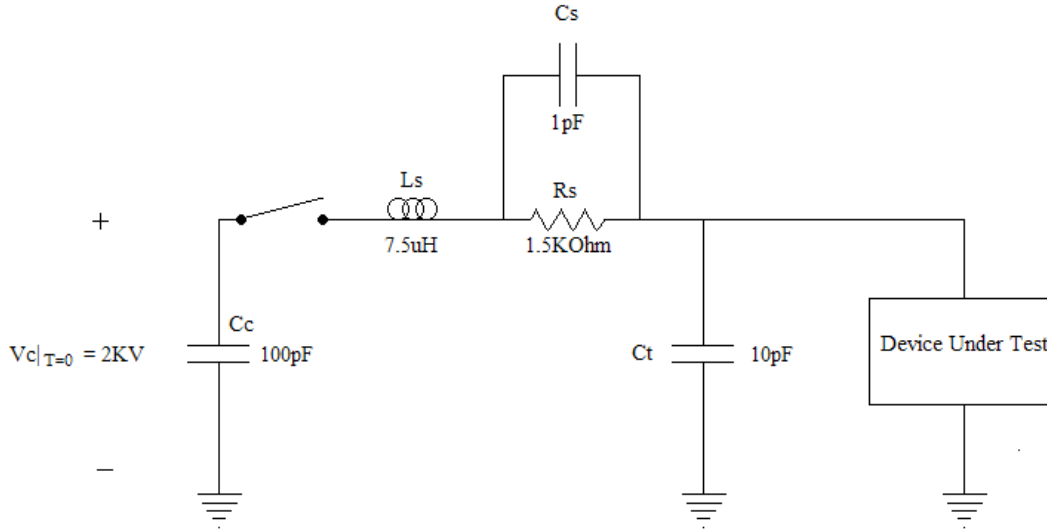 Cs
1pF
Ls
Rs
7.5uH
1.5KOhm
+
Cc
Vc|T=0 = 2KV
100pF
Ct
10pF
Device Under Test
–